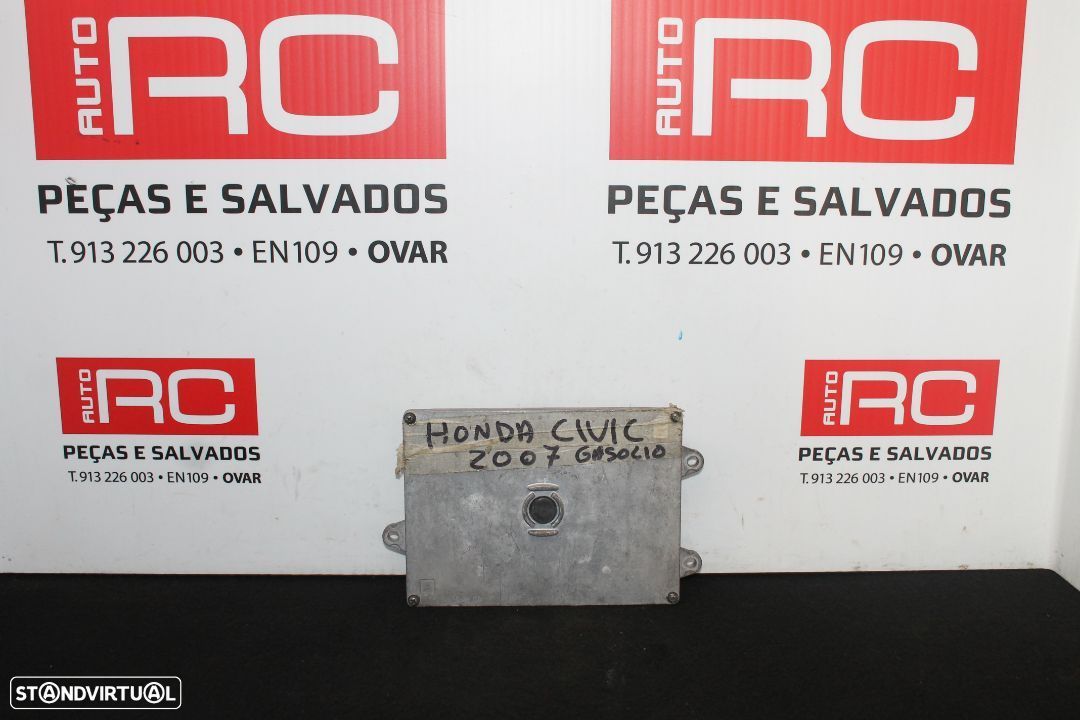 AUTO RC
PEÇAS E SALVADOS
T. 913 226 003 • EN109 • OVAR
AUTO RC
PEÇAS E SALVADOS
T. 913 226 003 • EN109 • OVAR
AUTO RC
PEÇAS E SALVADOS
T. 913 226 003 • EN109 • OVAR
AUTO RC
PEÇAS E SALVADOS
T. 913 226 003 • EN109 • OVAR
HONDA CIVIC
2007 GASOLIO
STANDVIRTUAL